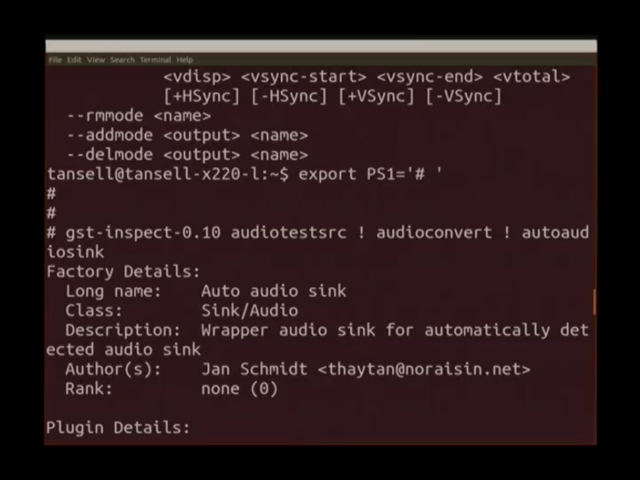 File Edit View Search Terminal Help
<vdisp> <vsync-start> <vsync-end> <vtotal>
[+HSync] [-HSync] [+VSync] [-VSync]
--rmmode <name>
--addmode <output> <name>
--delmode <output> <name>
tansell@tansell-x220-l:~$ export PS1='# '
#
#
# gst-inspect-0.10 audiotestsrc ! audioconvert ! autoaud
iosink
Factory Details:
Long name: Auto audio sink
Class: Sink/Audio
Description: Wrapper audio sink for automatically det
ected audio sink
Author(s): Jan Schmidt <thaytan@noraisin.net>
Rank: none (0)
Plugin Details: